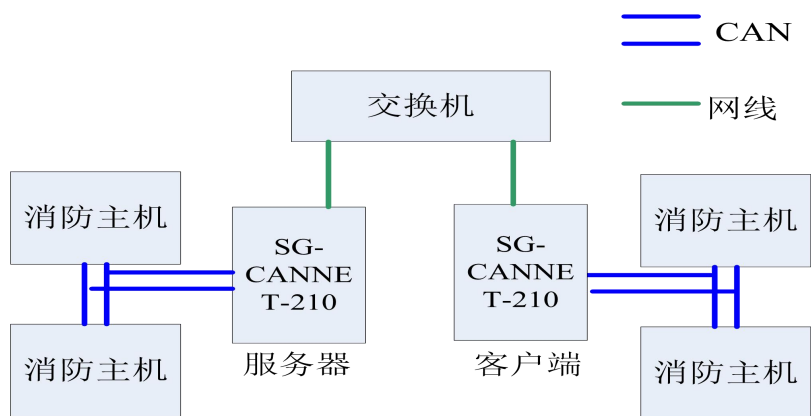 CAN
交换机
网线
消防主机
SG-
CANNE
T-210
SG-
CANNE
T-210
消防主机
消防主机
服务器
客户端
消防主机